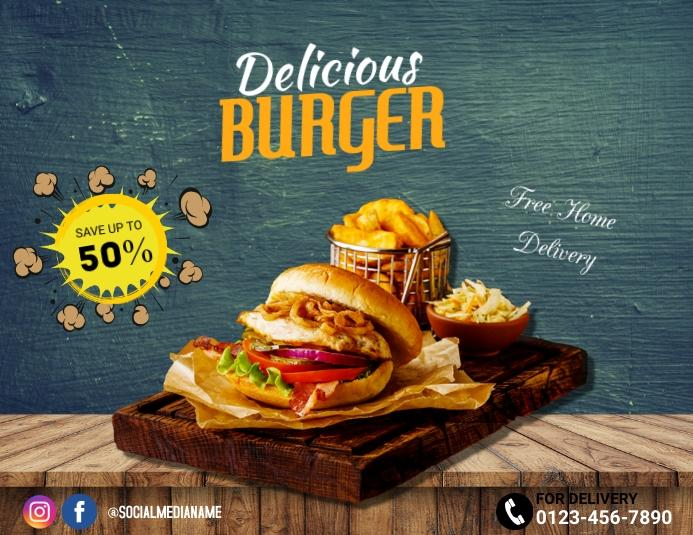 Delicious
BURGER
SAVE UP TO
50%
Free Home
Delivery
@SOCIALMEDIANAME
FOR DELIVERY
0123-456-7890